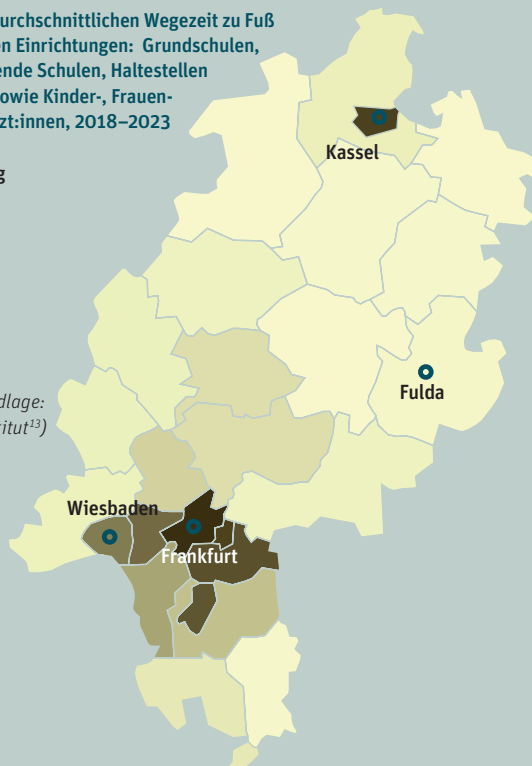 urchschnittlichen Wegezeit zu Fuß
en Einrichtungen: Grundschulen,
ende Schulen, Haltestellen
owie Kinder-, Frauen-
zt:innen, 2018–2023
g
Kassel
dlage:
titut¹³)
Fulda
Wiesbaden
Frankfurt